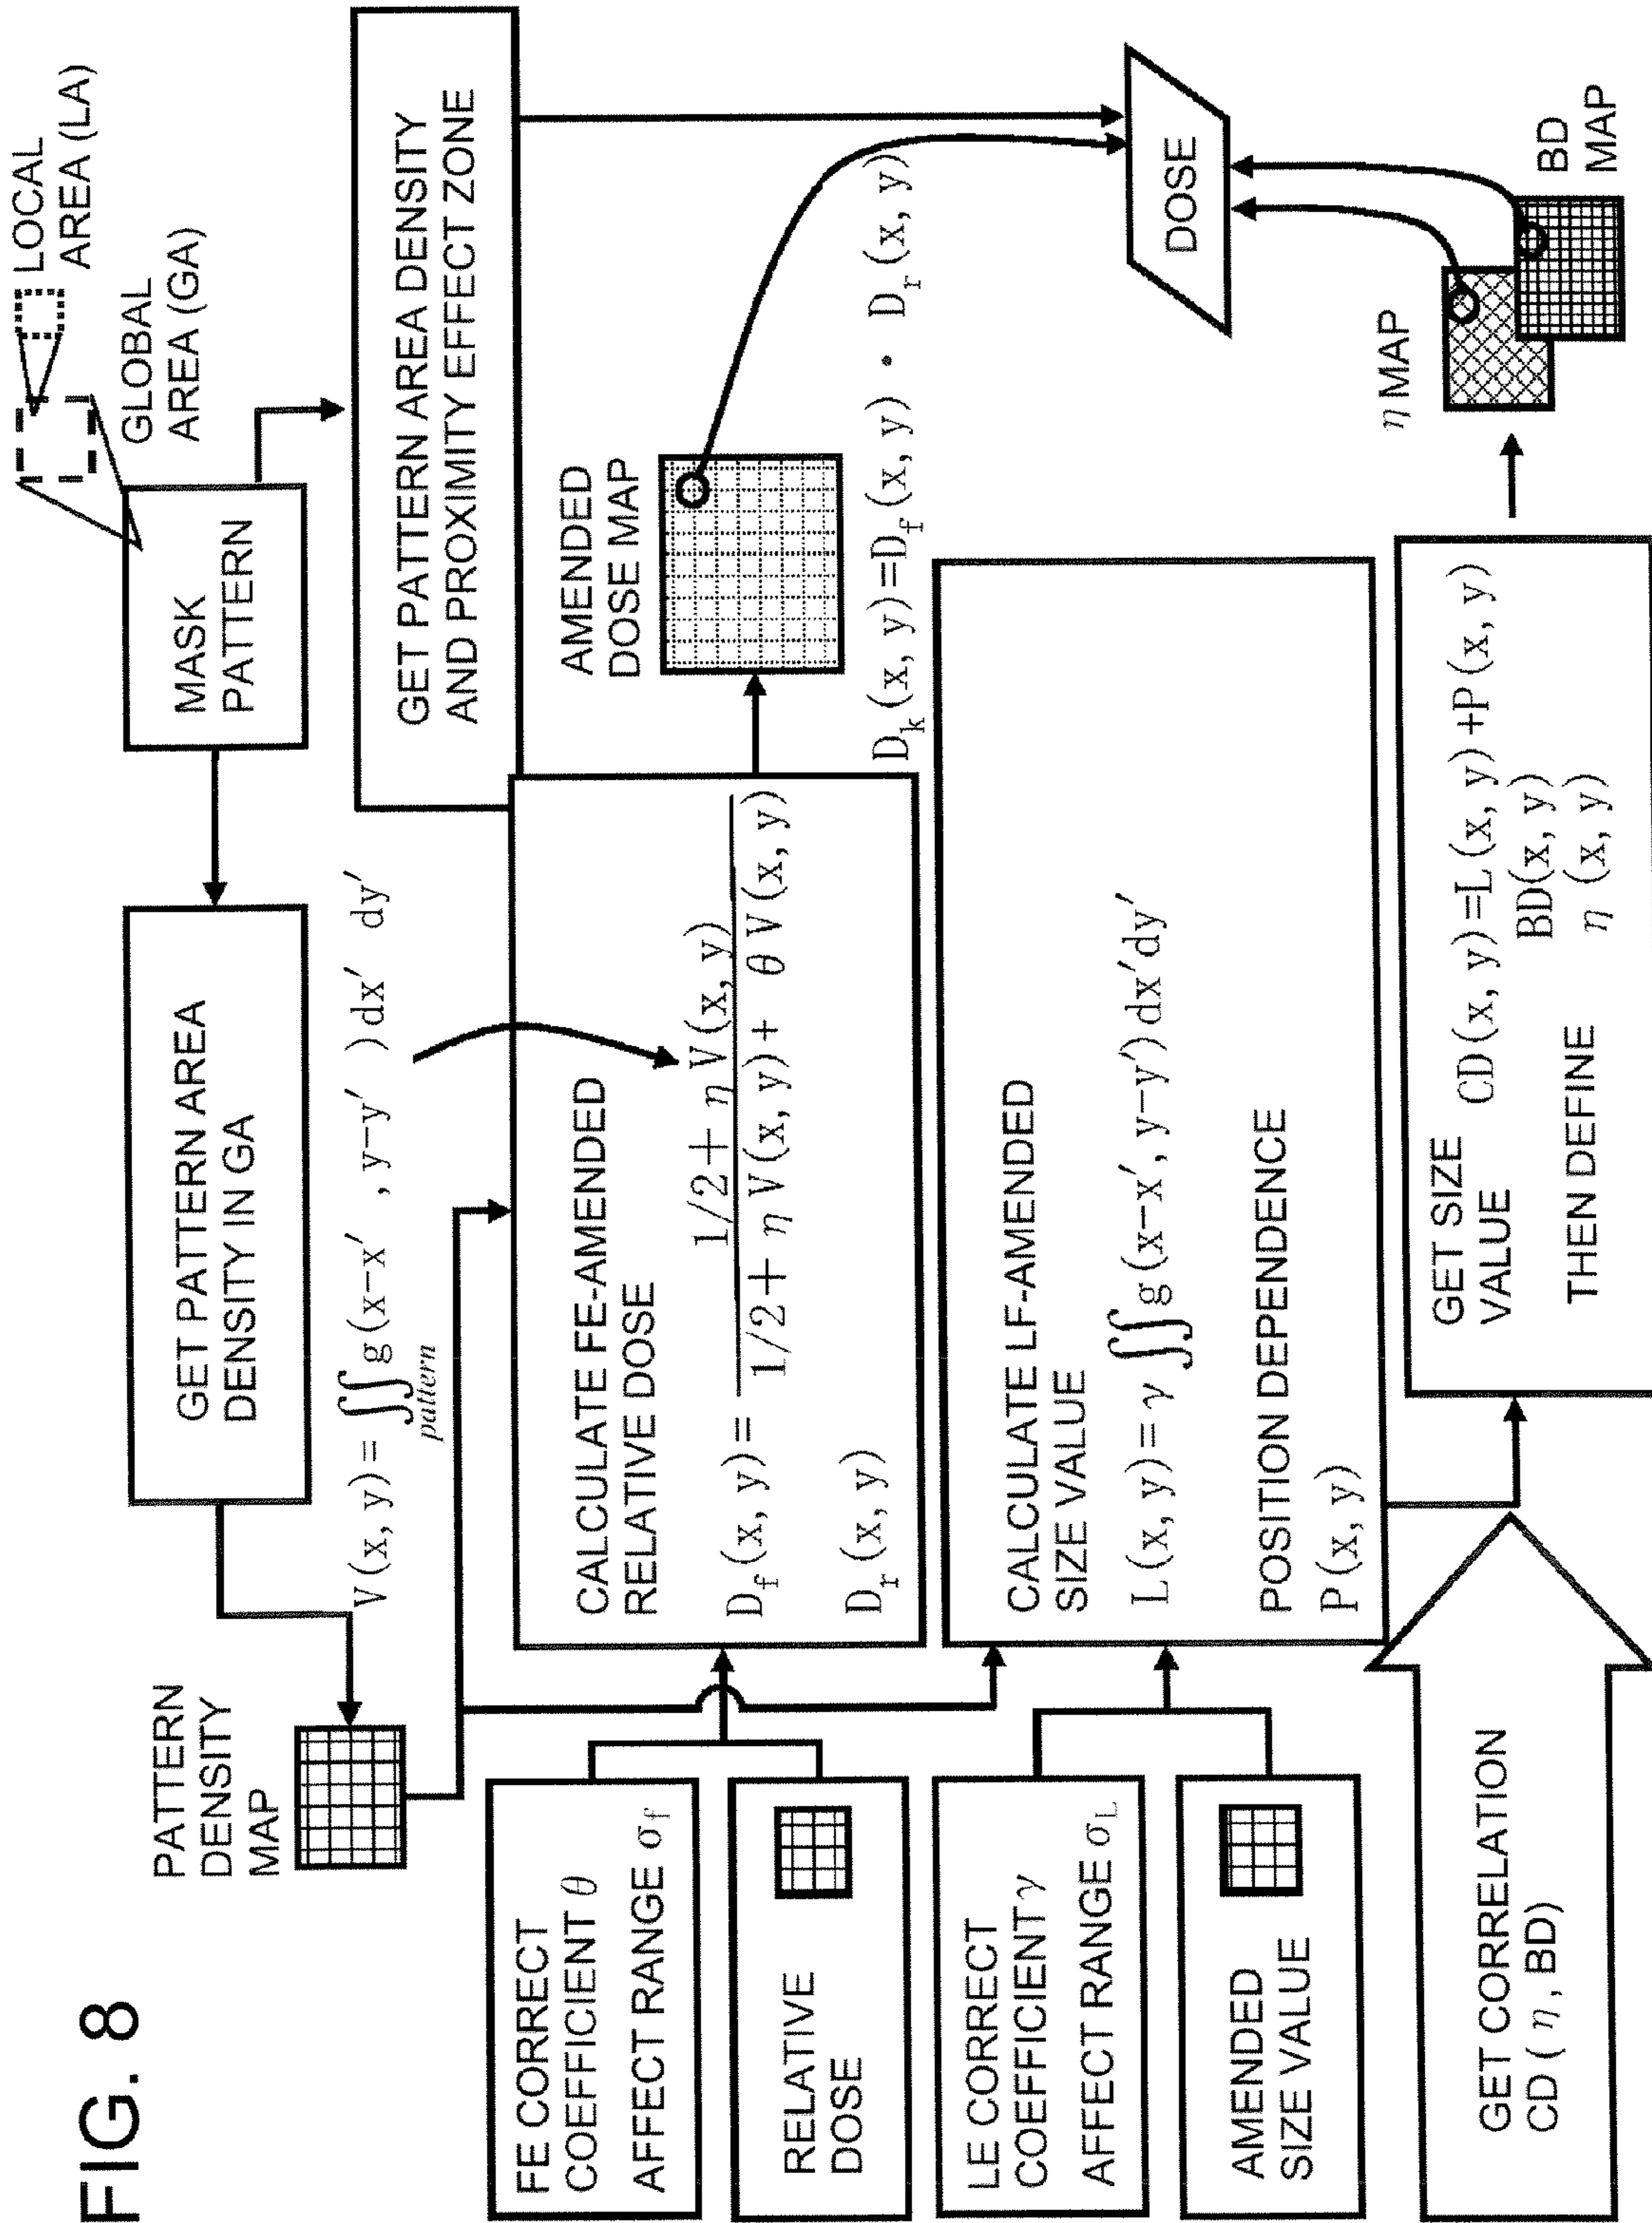 FIG. 8
LOCAL
AREA (LA)
GLOBAL
AREA (GA)
MASK
PATTERN
GET PATTERN AREA
DENSITY IN GA
V(x, y)= ∬ g(x-x′ , y-y′ )dx′ dy′
pattern
PATTERN
DENSITY
MAP
GET PATTERN AREA DENSITY
AND PROXIMITY EFFECT ZONE
FE CORRECT
COEFFICIENT θ
AFFECT RANGE σf
RELATIVE
DOSE
CALCULATE FE-AMENDED
RELATIVE DOSE
1/2+ η V(x, y)
Df(x, y)=
1/2+ η V(x, y)+ θ V(x, y)
Dr(x, y)
AMENDED
DOSE MAP
Dk(x, y)=Df(x, y) · Dr(x, y)
DOSE
LE CORRECT
COEFFICIENT γ
AFFECT RANGE σL
AMENDED
SIZE VALUE
CALCULATE LF-AMENDED
SIZE VALUE
L(x, y)= γ ∬ g(x-x′, y-y′)dx′dy′
POSITION DEPENDENCE
P(x, y)
GET CORRELATION
CD( η , BD)
GET SIZE
VALUE
CD(x, y)=L(x, y)+P(x, y)
BD(x, y)
THEN DEFINE
η (x, y)
η MAP
BD
MAP